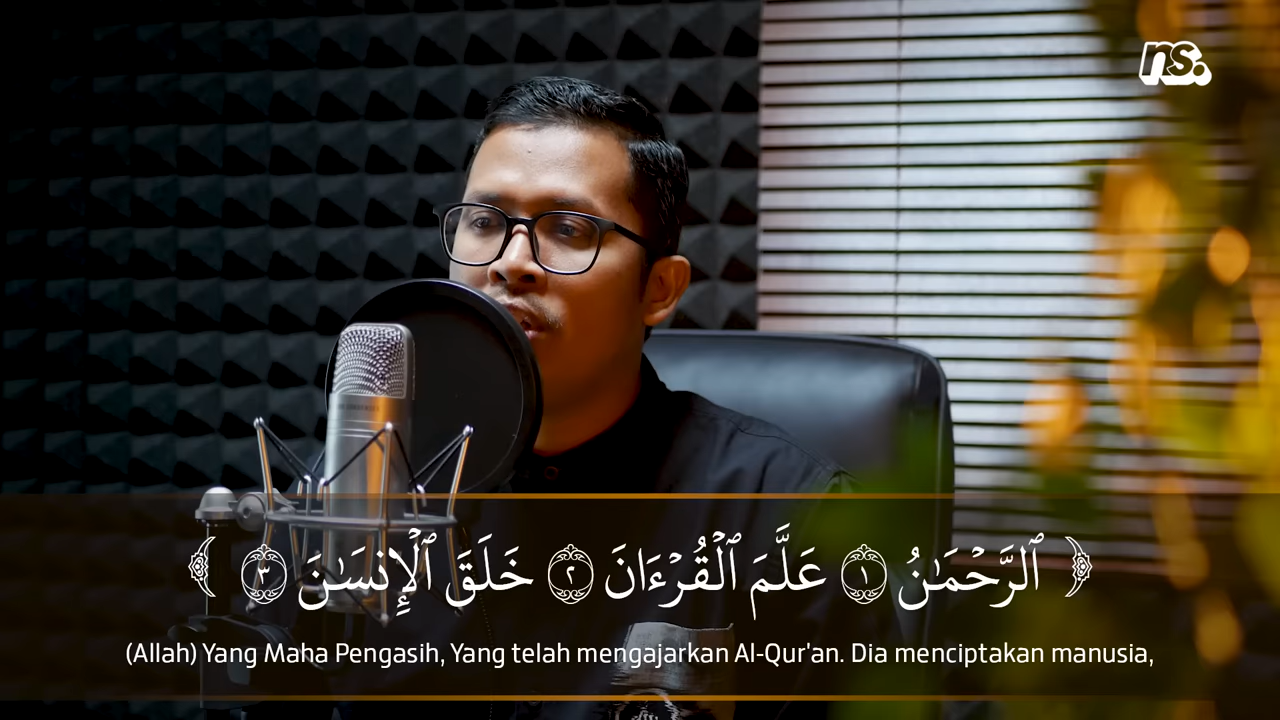 ns.
﴿ ٱلرَّحْمَـٰنُ ١ عَلَّمَ ٱلْقُرْءَانَ ٢ خَلَقَ ٱلْإِنسَـٰنَ ٣ ﴾
(Allah) Yang Maha Pengasih, Yang telah mengajarkan Al-Qur'an. Dia menciptakan manusia,